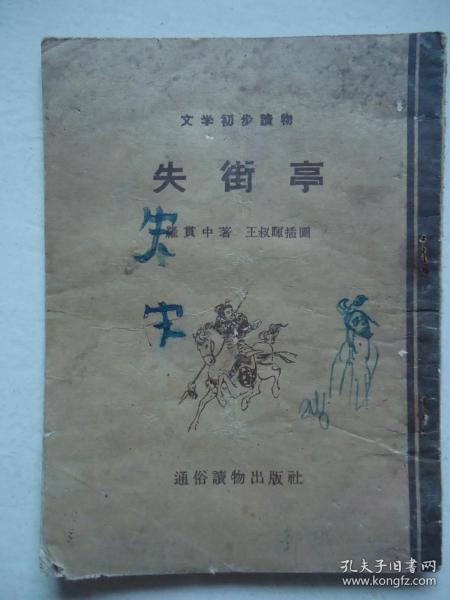 文学初步讀物
失街亭
羅貫中著 王叔暉插圖
失
宋
通俗讀物出版社
孔夫子旧书网
www.kongfz.com